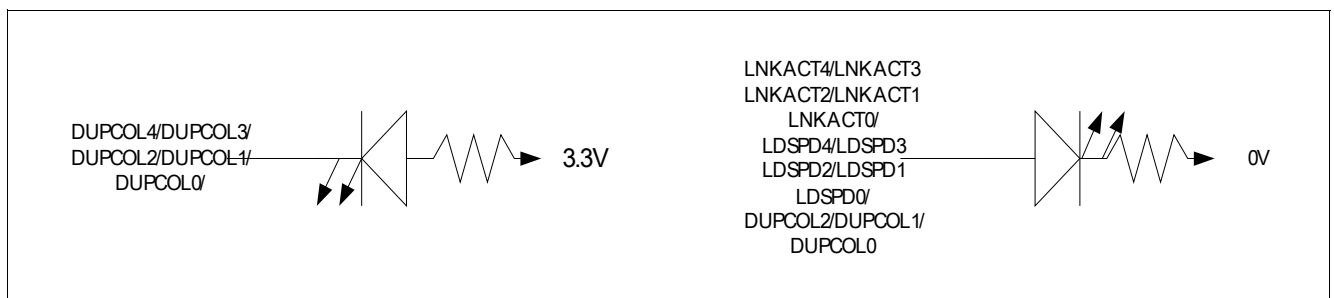 DUPCOL4/DUPCOL3/
DUPCOL2/DUPCOL1/
DUPCOL0/
3.3V
LNKACT4/LNKACT3
LNKACT2/LNKACT1
LNKACT0/
LDSPD4/LDSPD3
LDSPD2/LDSPD1
LDSPD0/
DUPCOL2/DUPCOL1/
DUPCOL0
0V